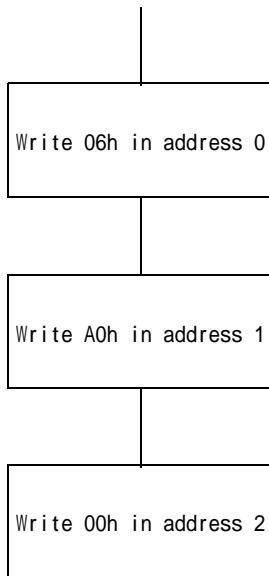 Write 06h in address 0
Write A0h in address 1
Write 00h in address 2